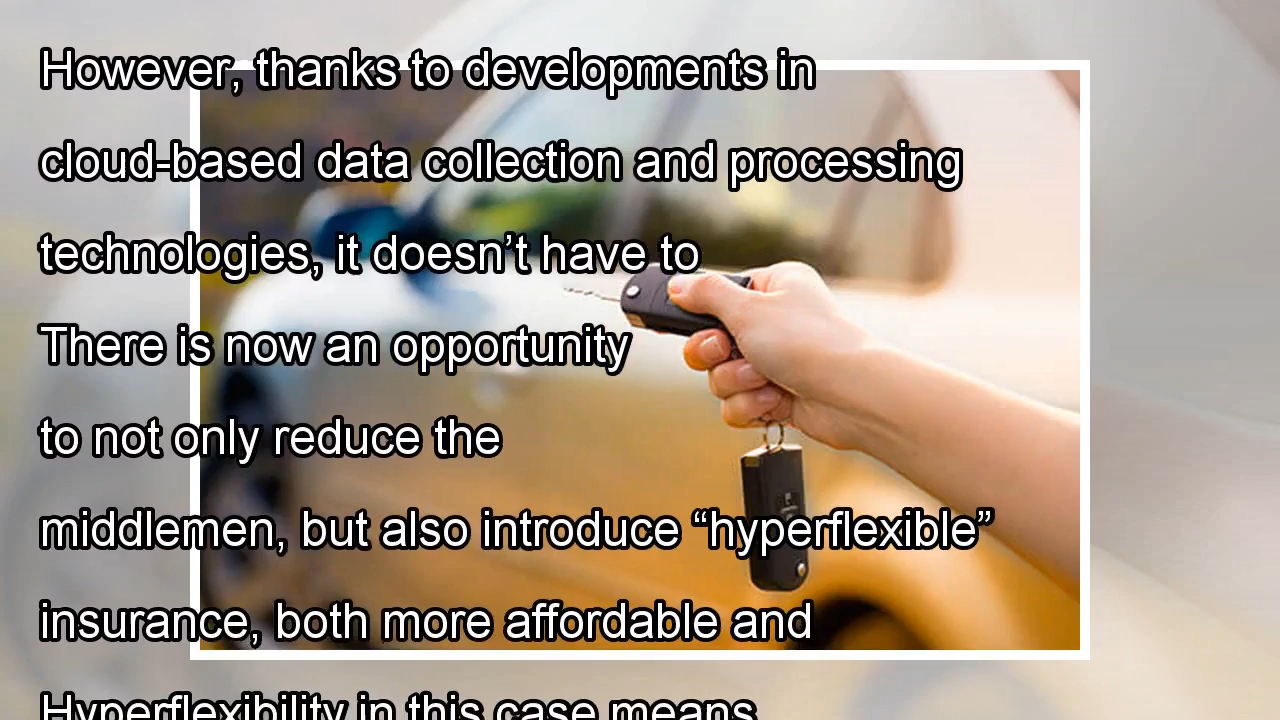 However, thanks to developments in
cloud-based data collection and processing
technologies, it doesn’t have to
There is now an opportunity
to not only reduce the
middlemen, but also introduce “hyperflexible”
insurance, both more affordable and
Hyperflexibility in this case means